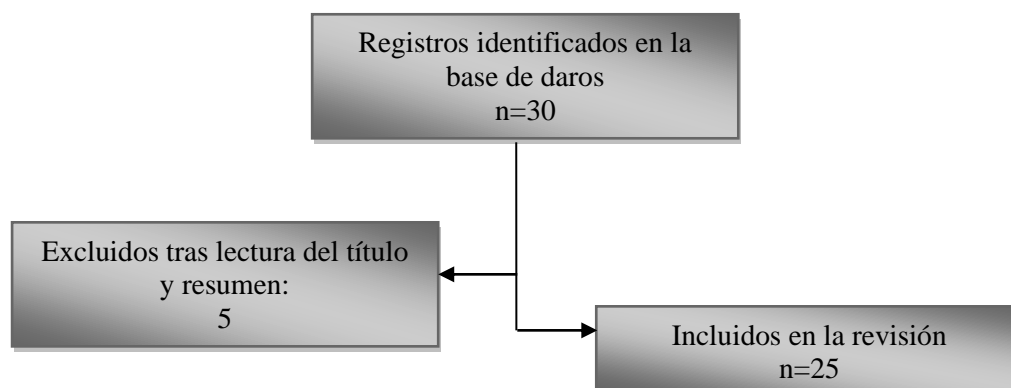 Registros identificados en la
base de daros
n=30
Excluidos tras lectura del título
y resumen:
5
Incluidos en la revisión
n=25